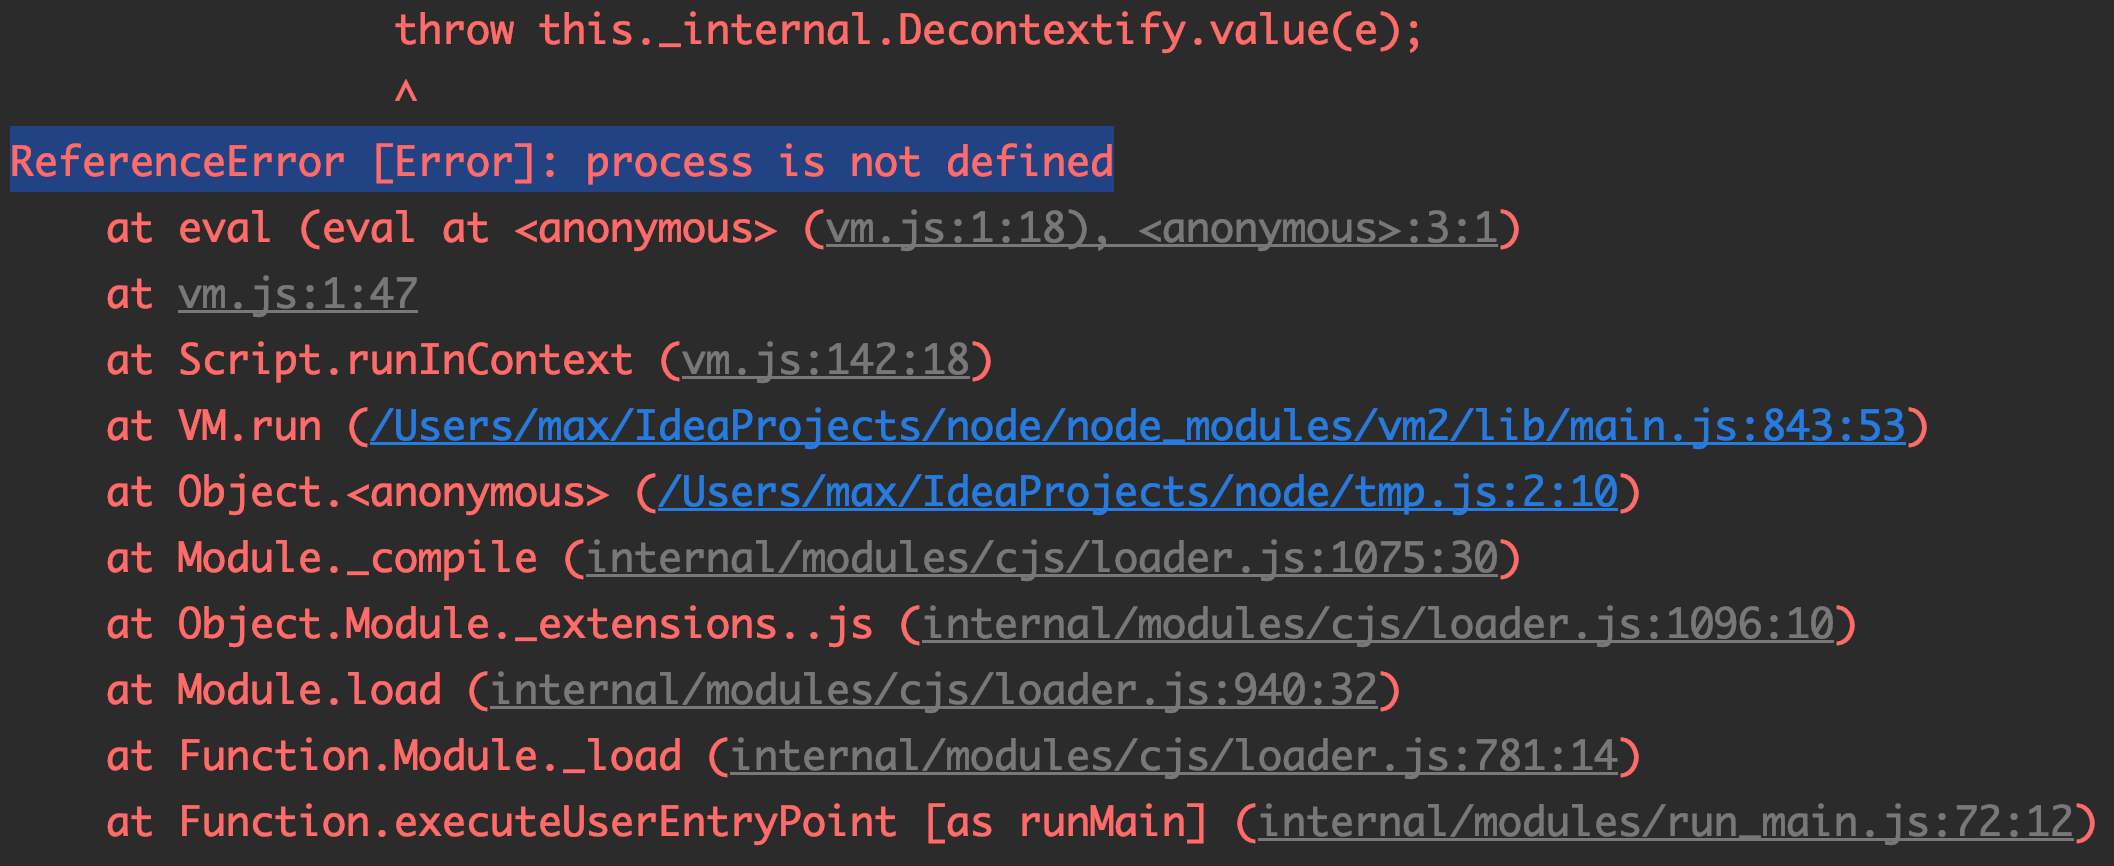 throw this._internal.Decontextify.value(e);
^
ReferenceError [Error]: process is not defined
at eval (eval at <anonymous> (vm.js:1:18), <anonymous>:3:1)
at vm.js:1:47
at Script.runInContext (vm.js:142:18)
at VM.run (/Users/max/IdeaProjects/node/node_modules/vm2/lib/main.js:843:53)
at Object.<anonymous> (/Users/max/IdeaProjects/node/tmp.js:2:10)
at Module._compile (internal/modules/cjs/loader.js:1075:30)
at Object.Module._extensions..js (internal/modules/cjs/loader.js:1096:10)
at Module.load (internal/modules/cjs/loader.js:940:32)
at Function.Module._load (internal/modules/cjs/loader.js:781:14)
at Function.executeUserEntryPoint [as runMain] (internal/modules/run_main.js:72:12)